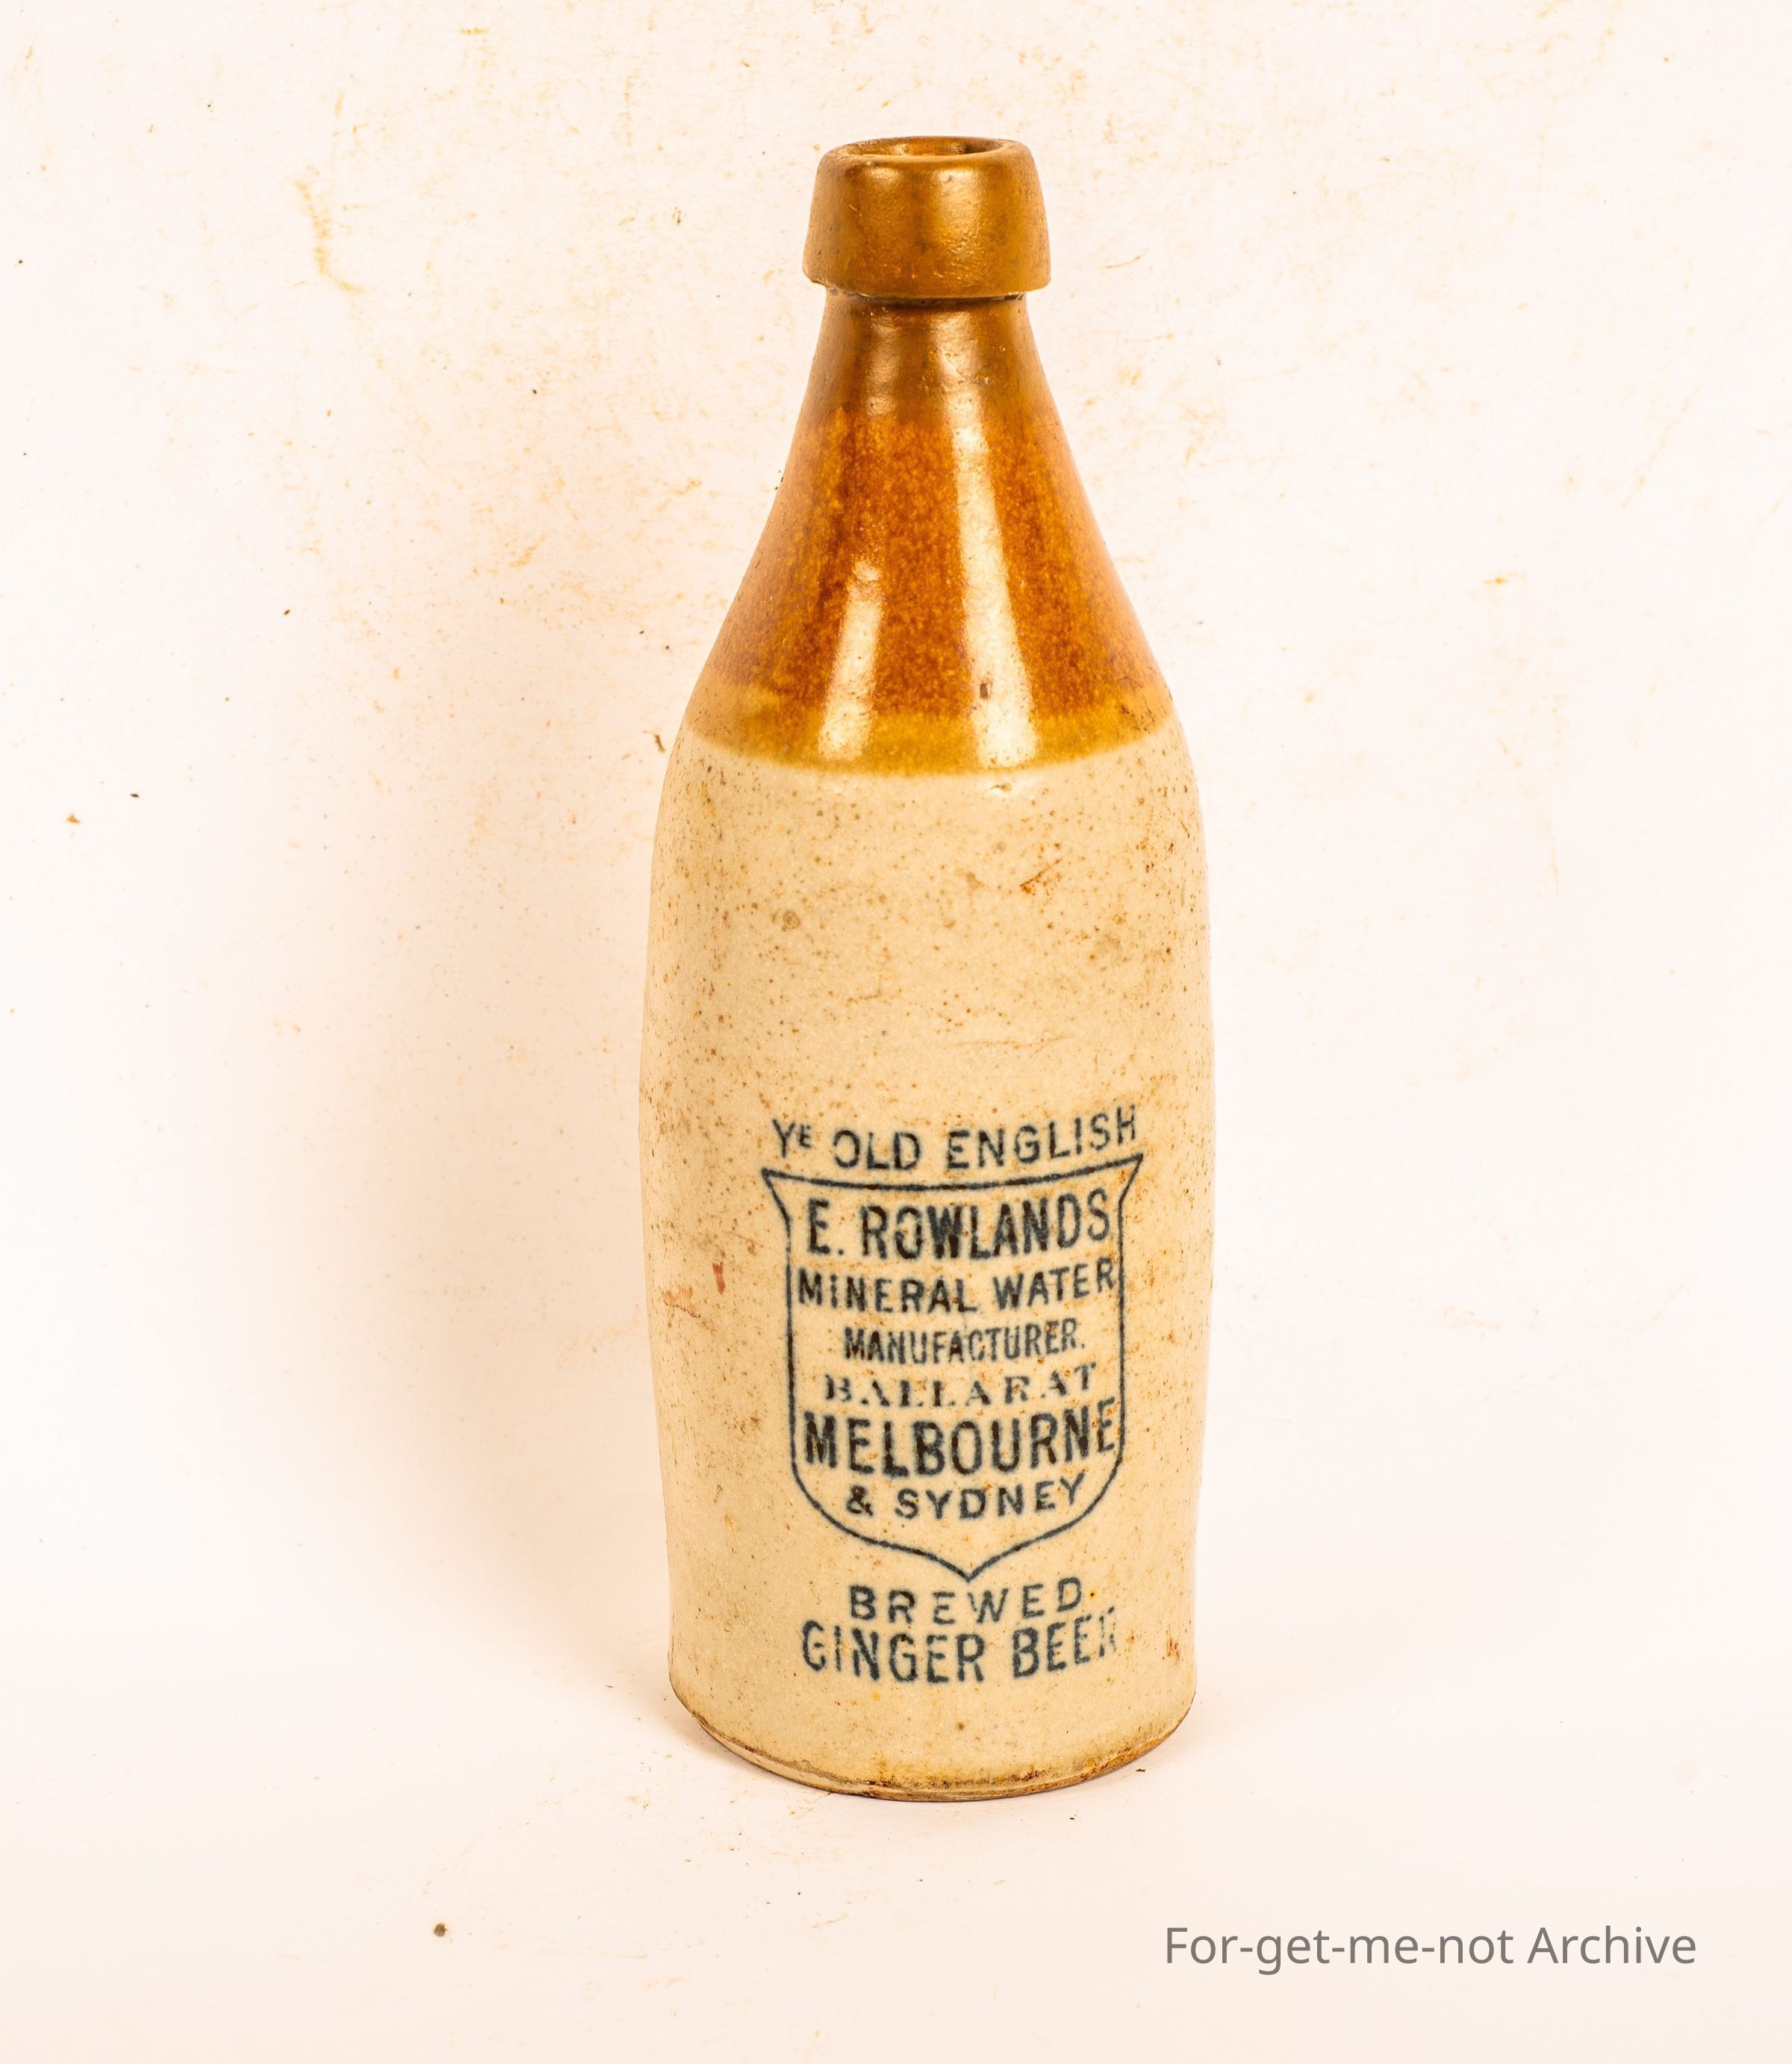 YE OLD ENGLISH
E. ROWLANDS
MINERAL WATER
MANUFACTURER.
BALLARAT
MELBOURNE
& SYDNEY
BREWED
GINGER BEER
For-get-me-not Archive